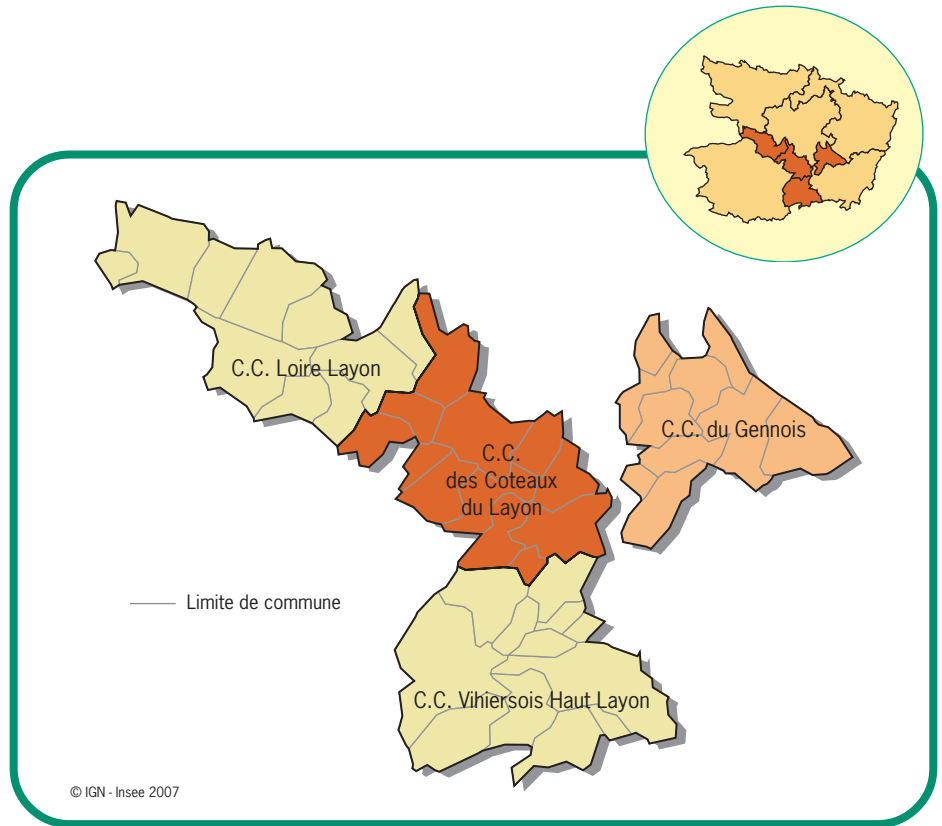 C.C. Loire Layon
C.C. du Gennois
C.C.
des Coteaux
du Layon
Limite de commune
C.C. Vihiersois Haut Layon
© IGN - Insee 2007